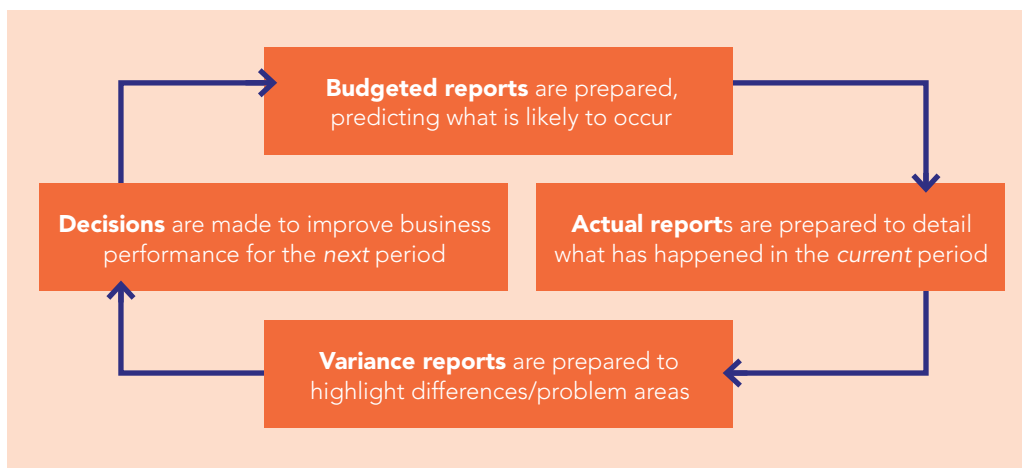 Budgeted reports are prepared,
predicting what is likely to occur
Decisions are made to improve business
performance for the next period
Actual reports are prepared to detail
what has happened in the current period
Variance reports are prepared to
highlight differences/problem areas